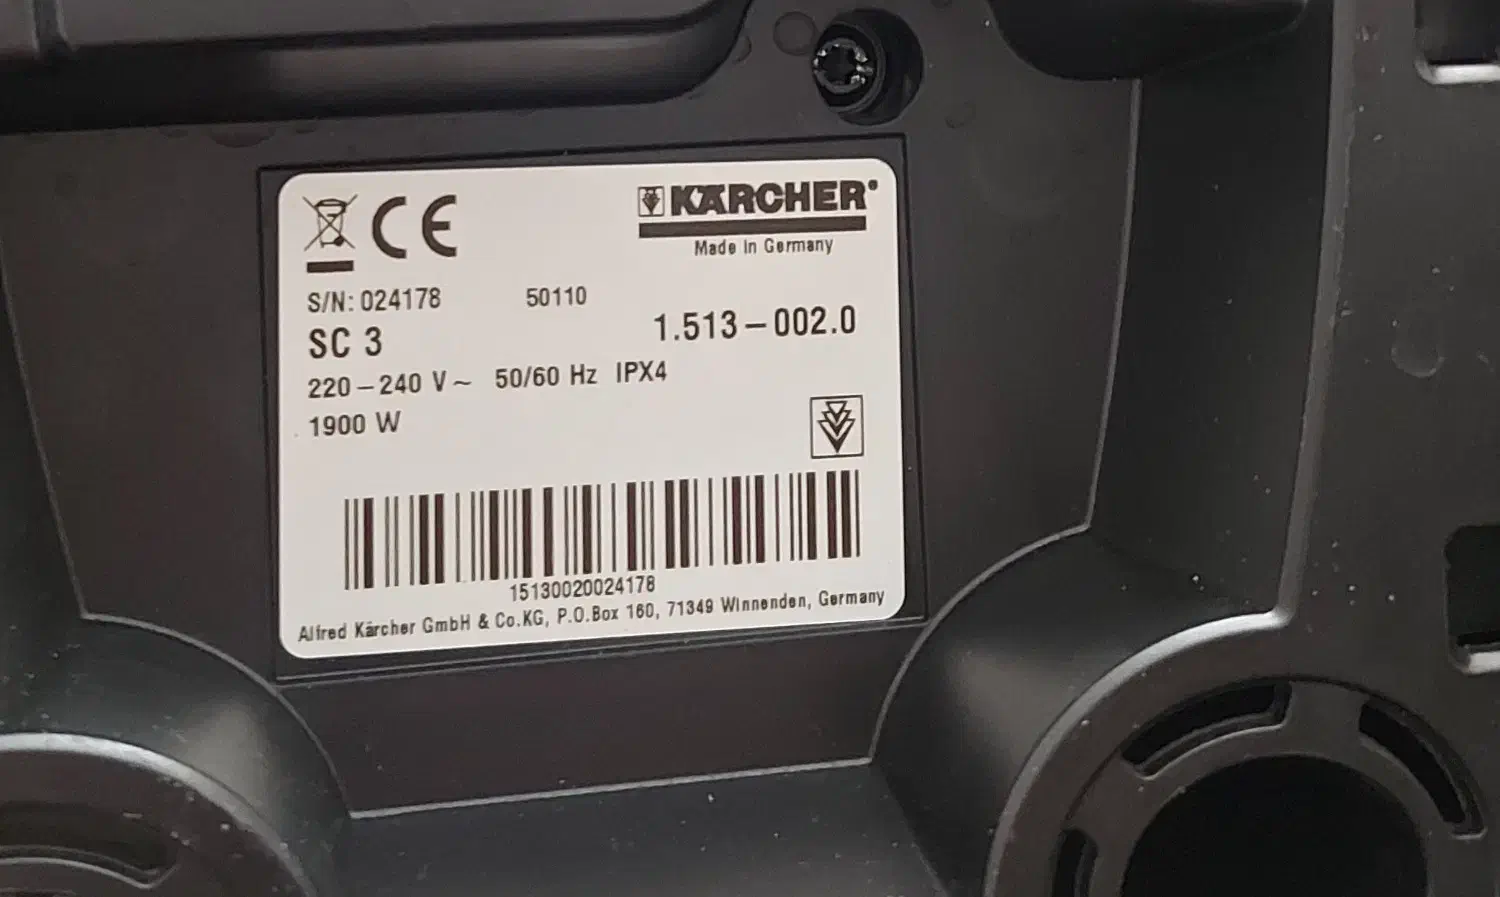 CE
KÄRCHER
Made in Germany
S/N: 024178 50110
SC 3 1.513-002.0
220-240 V~ 50/60 Hz IPX4
1900 W
15130020024178
Alfred Kärcher GmbH & Co.KG, P.O.Box 160, 71349 Winnenden, Germany